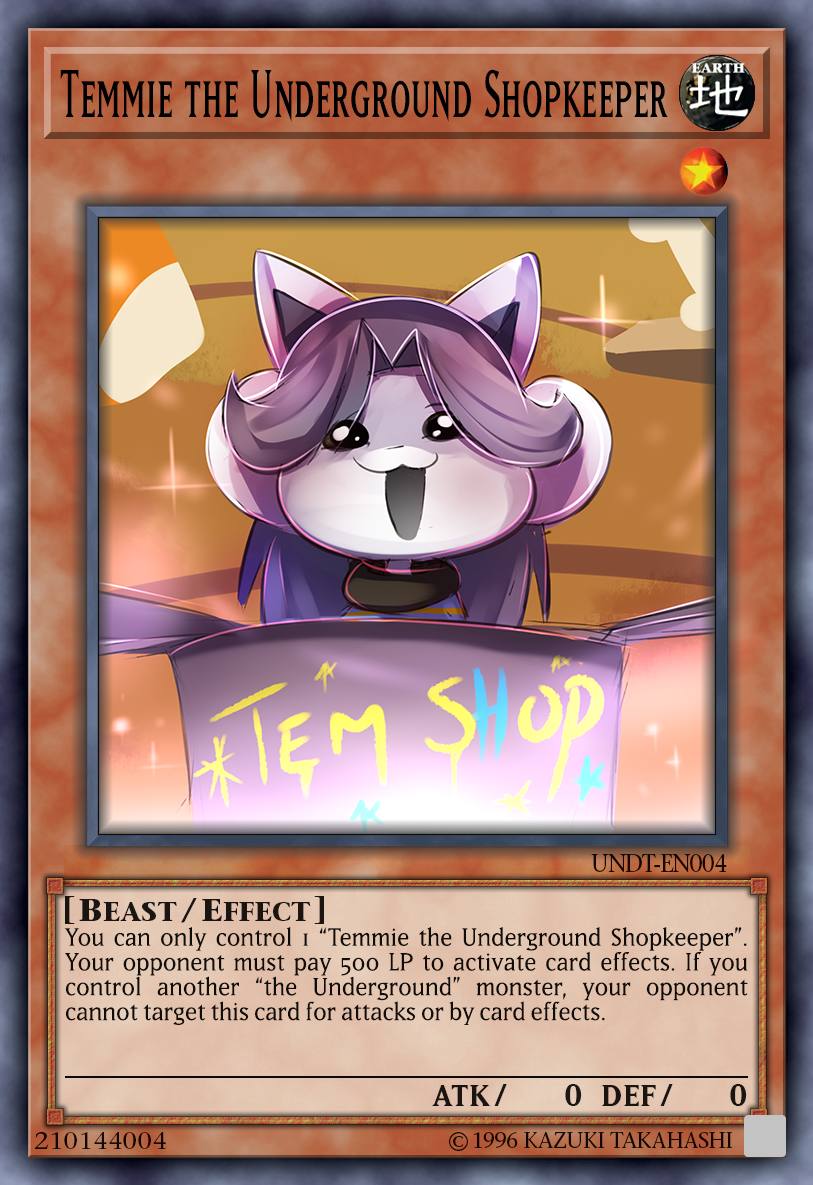 Temmie the Underground Shopkeeper
EARTH
地
TEM SHOP
UNDT-EN004
[Beast/Effect]
You can only control 1 “Temmie the Underground Shopkeeper”.
Your opponent must pay 500 LP to activate card effects. If you
control another “the Underground” monster, your opponent
cannot target this card for attacks or by card effects.
ATK/ 0 DEF/ 0
210144004
© 1996 KAZUKI TAKAHASHI